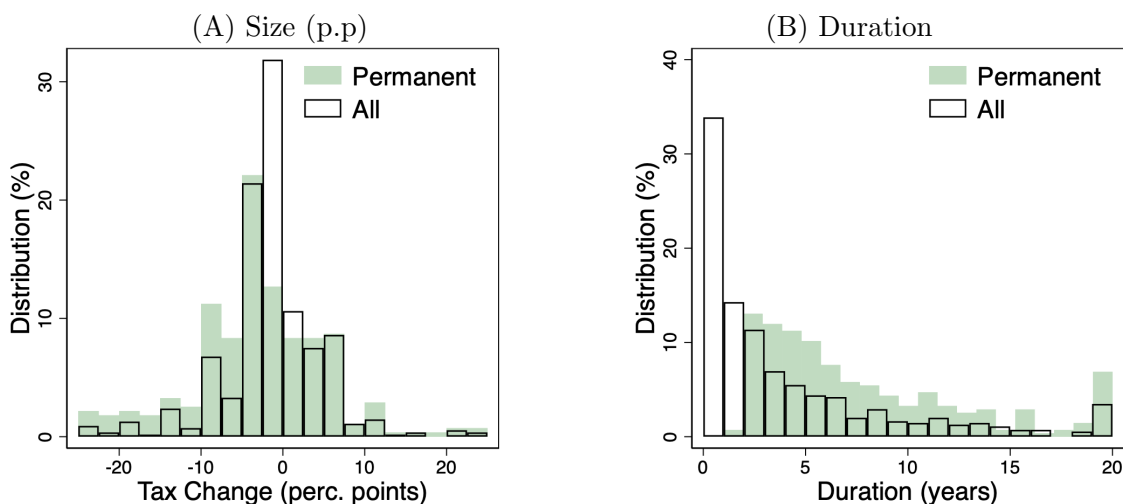 (A) Size (p.p)
Distribution (%)
0
10
20
30
Permanent
All
-20
-10
0
10
20
Tax Change (perc. points)
(B) Duration
Distribution (%)
0
10
20
30
40
Permanent
All
0
5
10
15
20
Duration (years)